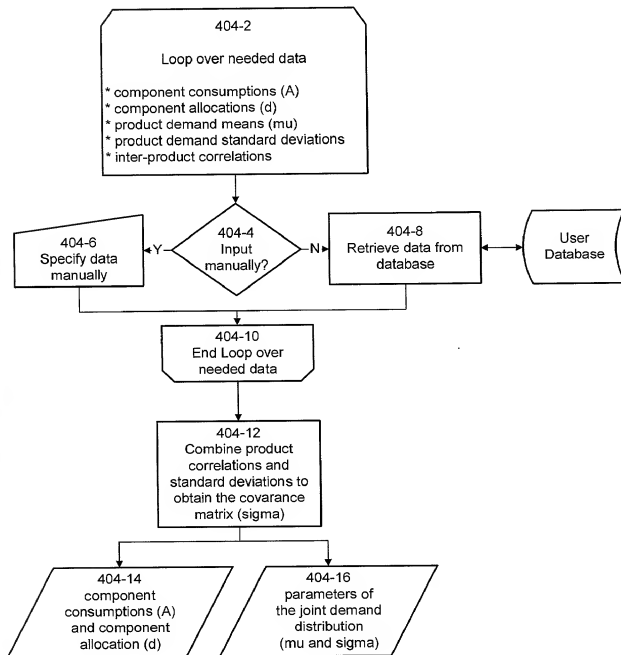 404-2
Loop over needed data
* component consumptions (A)
* component allocations (d)
* product demand means (mu)
* product demand standard deviations
* inter-product correlations
404-4
Input
manually?
Y
N
404-6
Specify data
manually
404-8
Retrieve data from
database
User
Database
404-10
End Loop over
needed data
404-12
Combine product
correlations and
standard deviations to
obtain the covarance
matrix (sigma)
404-14
component
consumptions (A)
and component
allocation (d)
404-16
parameters of
the joint demand
distribution
(mu and sigma)